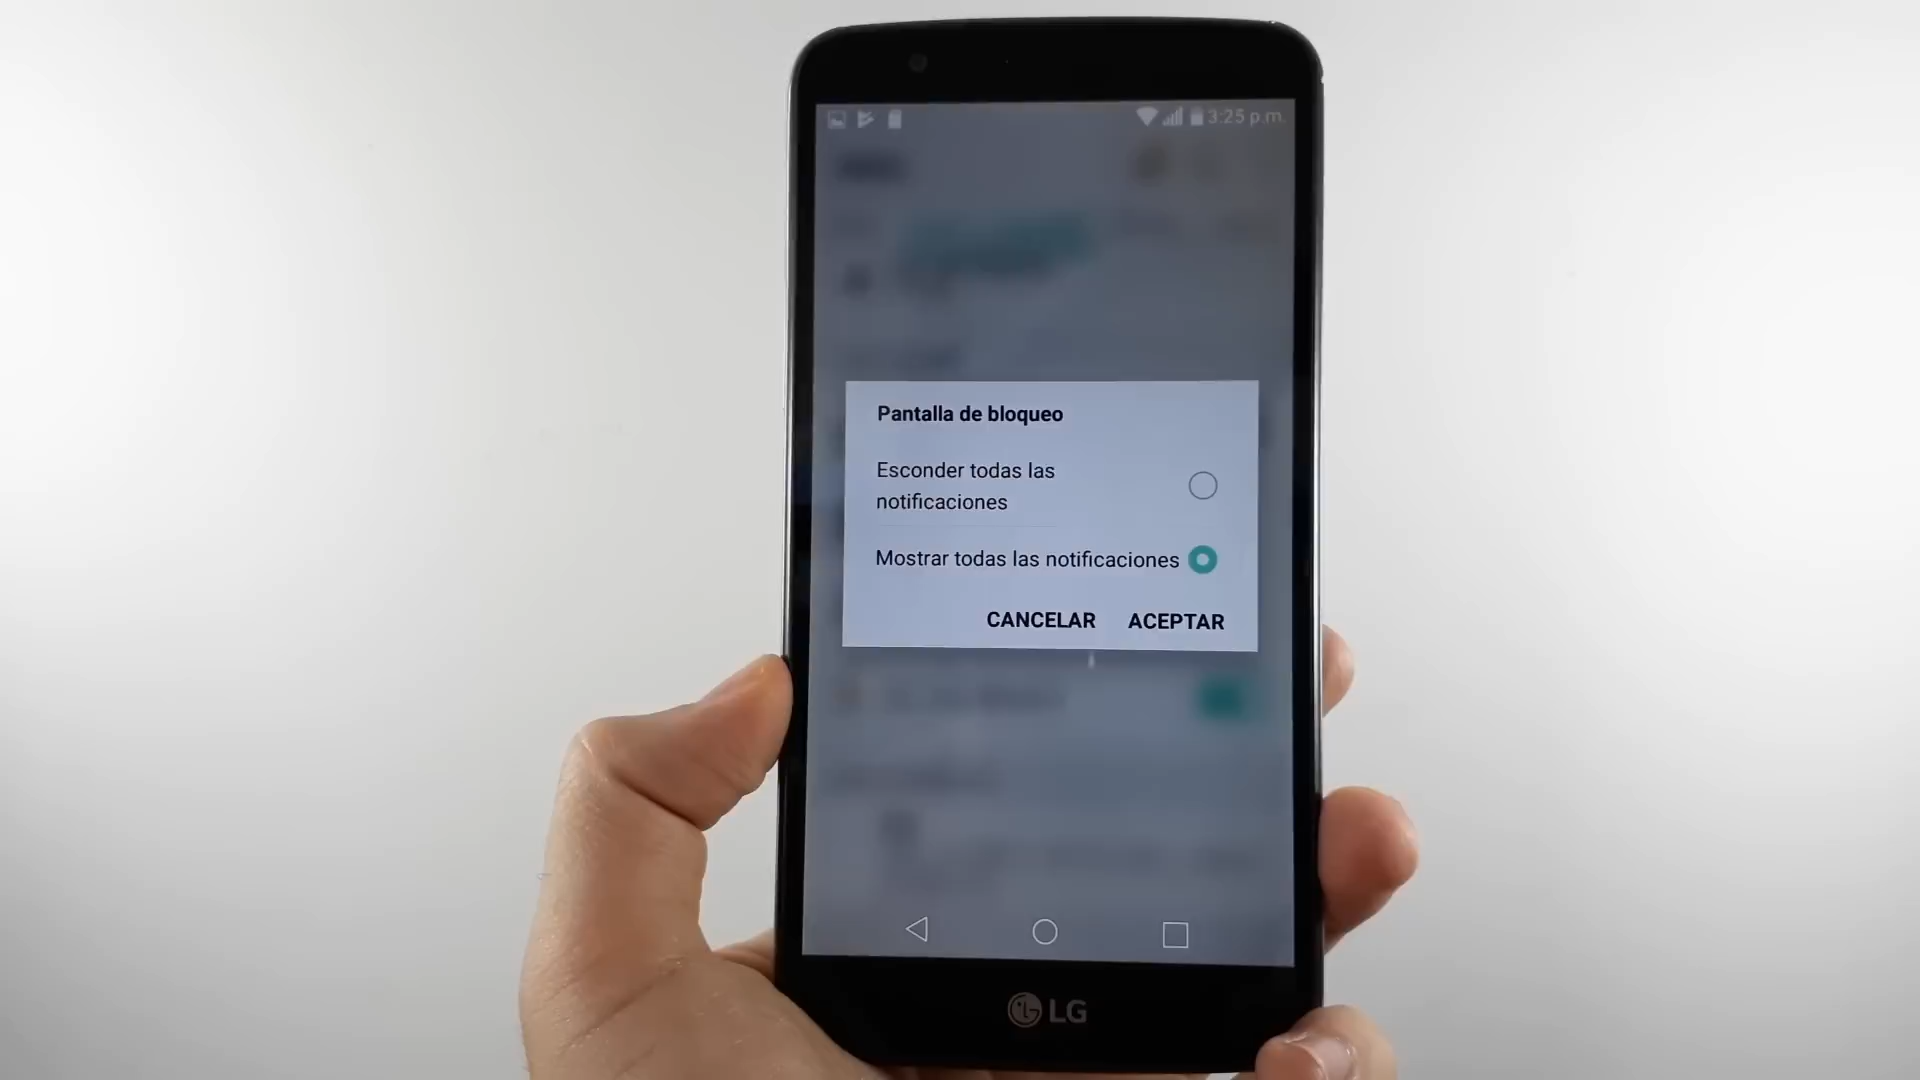 3:25 p.m.
Pantalla de bloqueo
Esconder todas las
notificaciones
Mostrar todas las notificaciones
CANCELAR ACEPTAR
LG